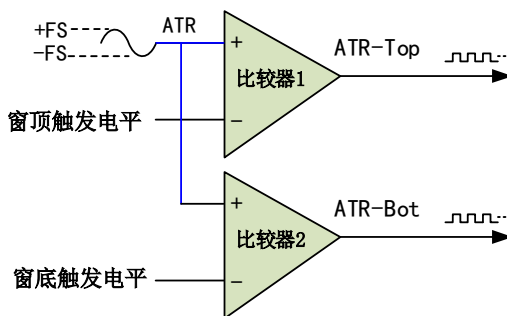 +FS
ATR
-FS
+
ATR-Top
比较器1
窗顶触发电平
-
+
ATR-Bot
比较器2
窗底触发电平
-